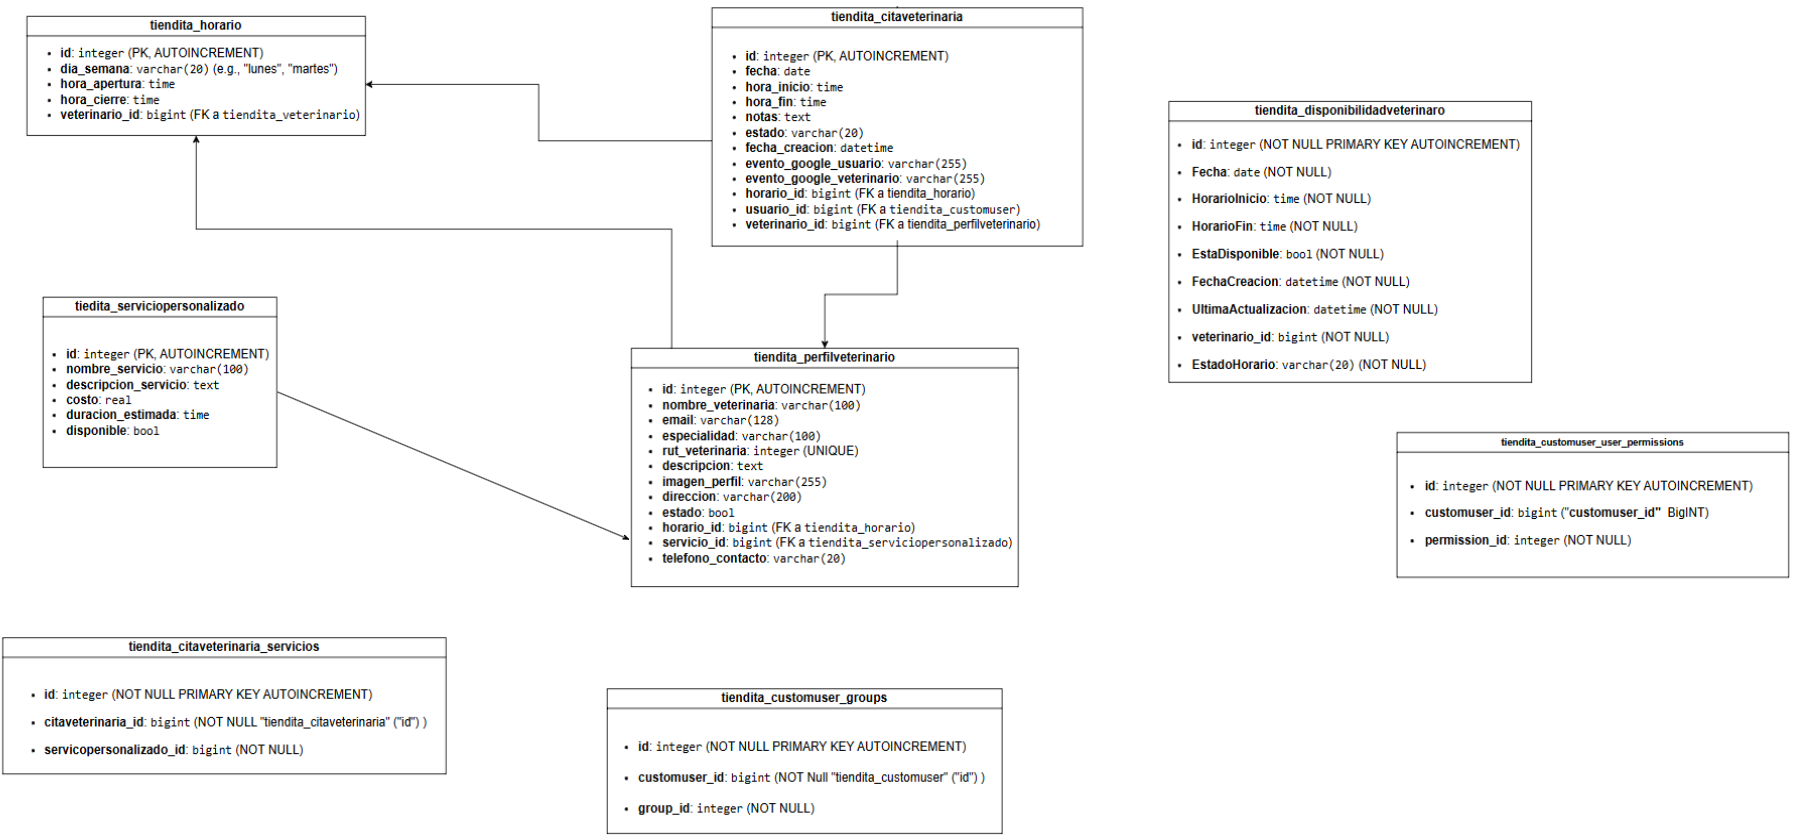 tiendita_horario
id: integer (PK, AUTOINCREMENT)
dia_semana: varchar(20) (e.g., "lunes", "martes")
hora_apertura: time
hora_cierre: time
veterinario_id: bigint (FK a tiendita_veterinario)
tiendita_citaveterinaria
id: integer (PK, AUTOINCREMENT)
fecha: date
hora_inicio: time
hora_fin: time
notas: text
estado: varchar(20)
fecha_creacion: datetime
evento_google_usuario: varchar(255)
evento_google_veterinario: varchar(255)
horario_id: bigint (FK a tiendita_horario)
usuario_id: bigint (FK a tiendita_customuser)
veterinario_id: bigint (FK a tiendita_perfilveterinario)
tiendita_disponibilidadveterinaro
id: integer (NOT NULL PRIMARY KEY AUTOINCREMENT)
Fecha: date (NOT NULL)
HorarioInicio: time (NOT NULL)
HorarioFin: time (NOT NULL)
EstaDisponible: bool (NOT NULL)
FechaCreacion: datetime (NOT NULL)
UltimaActualizacion: datetime (NOT NULL)
veterinario_id: bigint (NOT NULL)
EstadoHorario: varchar(20) (NOT NULL)
tiedita_serviciopersonalizado
id: integer (PK, AUTOINCREMENT)
nombre_servicio: varchar(100)
descripcion_servicio: text
costo: real
duracion_estimada: time
disponible: bool
tiendita_perfilveterinario
id: integer (PK, AUTOINCREMENT)
nombre_veterinaria: varchar(100)
email: varchar(128)
especialidad: varchar(100)
rut_veterinaria: integer (UNIQUE)
descripcion: text
imagen_perfil: varchar(255)
direccion: varchar(200)
estado: bool
horario_id: bigint (FK a tiendita_horario)
servicio_id: bigint (FK a tiendita_serviciopersonalizado)
telefono_contacto: varchar(20)
tiendita_customuser_user_permissions
id: integer (NOT NULL PRIMARY KEY AUTOINCREMENT)
customuser_id: bigint ("customuser_id" BigINT)
permission_id: integer (NOT NULL)
tiendita_citaveterinaria_servicios
id: integer (NOT NULL PRIMARY KEY AUTOINCREMENT)
citaveterinaria_id: bigint (NOT NULL "tiendita_citaveterinaria" ("id") )
servicopersonalizado_id: bigint (NOT NULL)
tiendita_customuser_groups
id: integer (NOT NULL PRIMARY KEY AUTOINCREMENT)
customuser_id: bigint (NOT Null "tiendita_customuser" ("id") )
group_id: integer (NOT NULL)